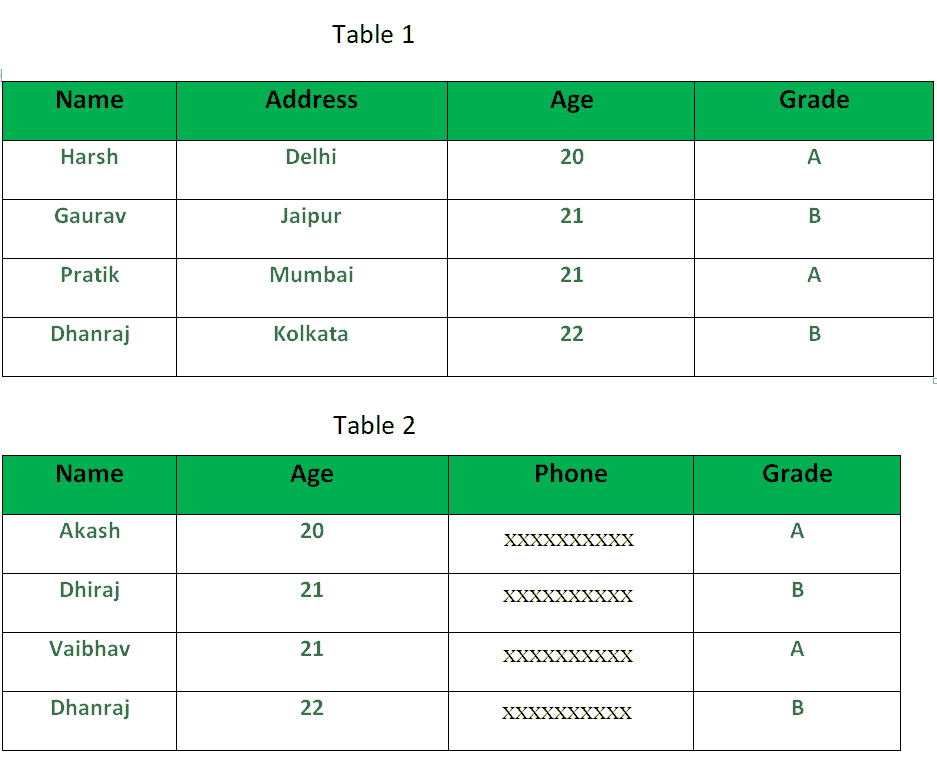 Table 1
Name Address Age Grade
Harsh Delhi 20 A
Gaurav Jaipur 21 B
Pratik Mumbai 21 A
Dhanraj Kolkata 22 B
Table 2
Name Age Phone Grade
Akash 20 XXXXXXXXXX A
Dhiraj 21 XXXXXXXXXX B
Vaibhav 21 XXXXXXXXXX A
Dhanraj 22 XXXXXXXXXX B